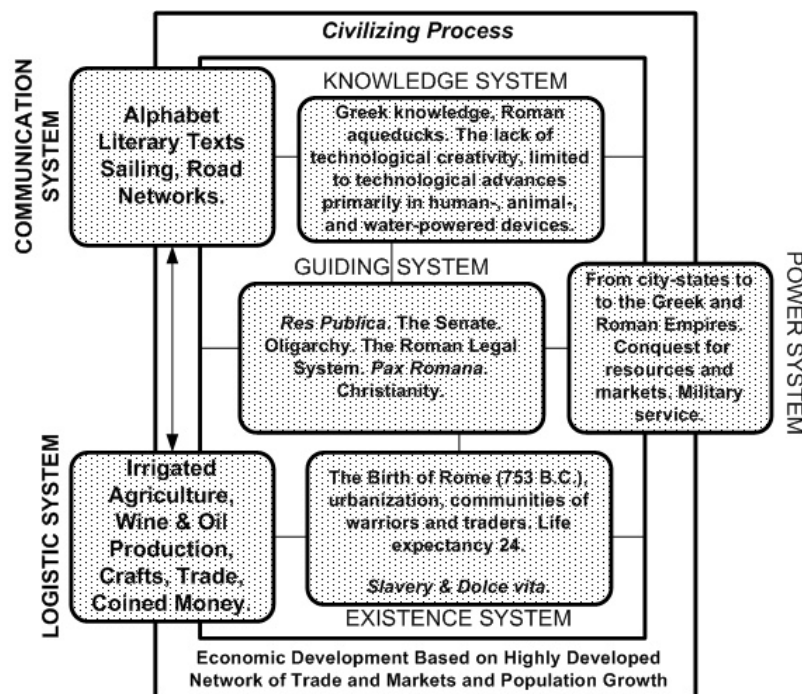 Civilizing Process
COMMUNICATION
SYSTEM
Alphabet
Literary Texts
Sailing, Road
Networks.
KNOWLEDGE SYSTEM
Greek knowledge, Roman
aqueducks. The lack of
technological creativity, limited
to technological advances
primarily in human-, animal-,
and water-powered devices.
GUIDING SYSTEM
Res Publica. The Senate.
Oligarchy. The Roman Legal
System. Pax Romana.
Christianity.
From city-states to
to the Greek and
Roman Empires.
Conquest for
resources and
markets. Military
service.
POWER SYSTEM
LOGISTIC SYSTEM
Irrigated
Agriculture,
Wine & Oil
Production,
Crafts, Trade,
Coined Money.
The Birth of Rome (753 B.C.),
urbanization, communities of
warriors and traders. Life
expectancy 24.
Slavery & Dolce vita.
EXISTENCE SYSTEM
Economic Development Based on Highly Developed
Network of Trade and Markets and Population Growth